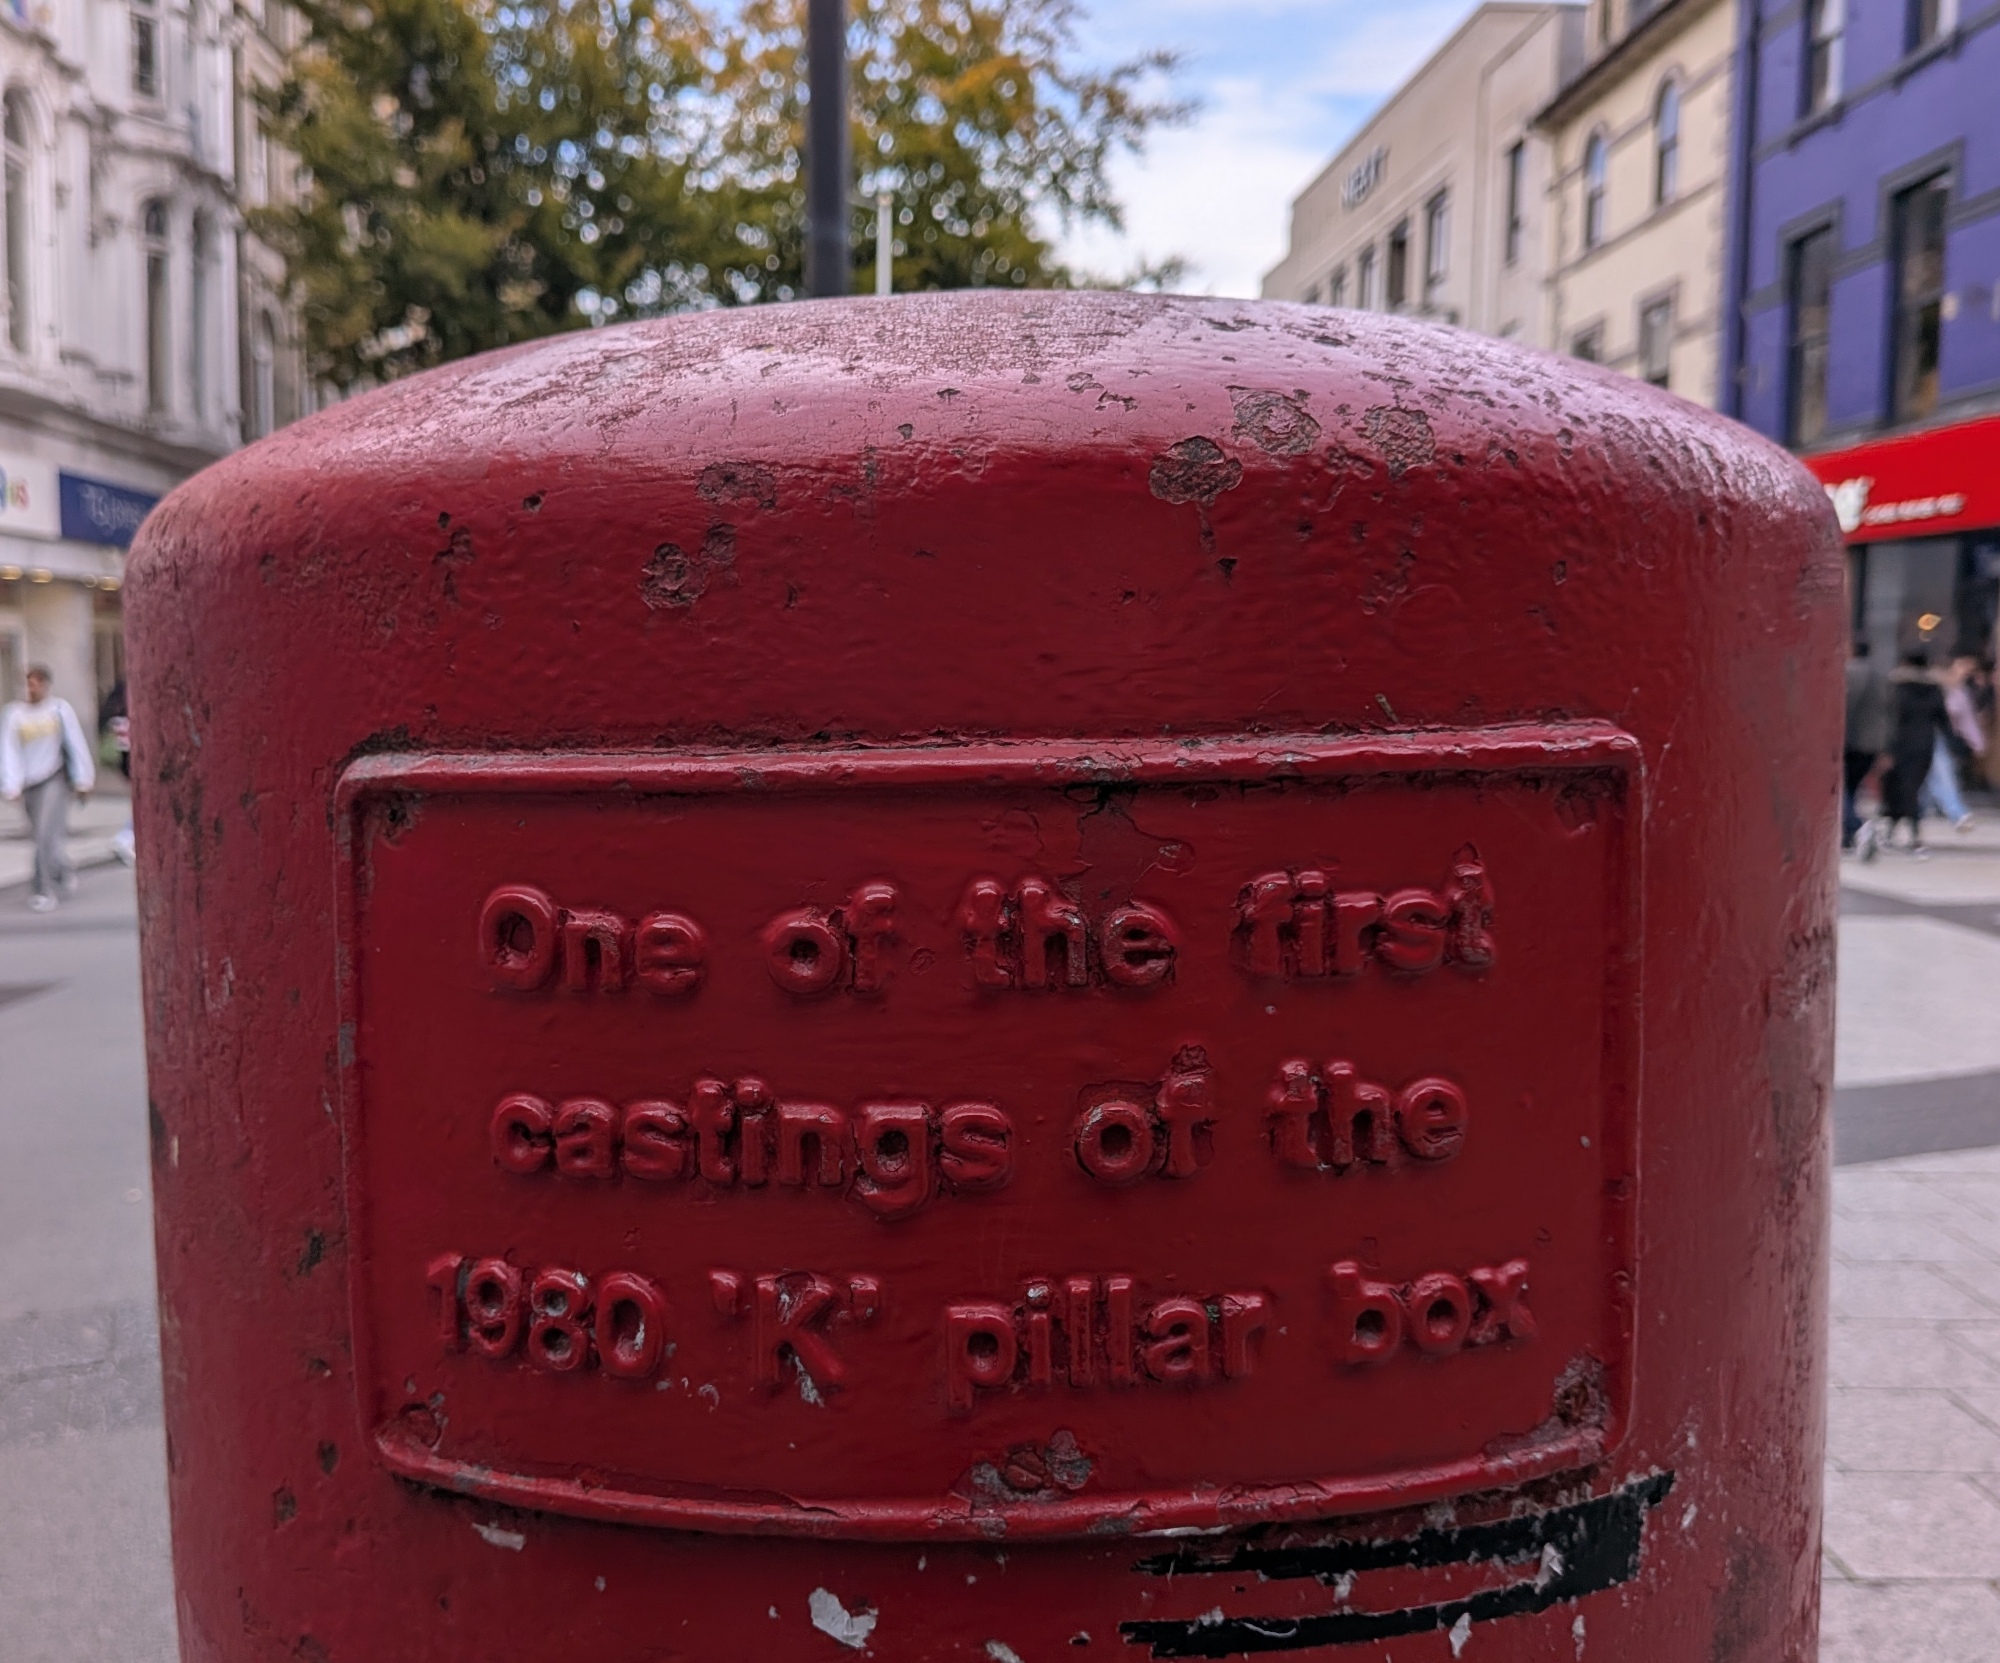 One of the first
castings of the
1980 'K' pillar box